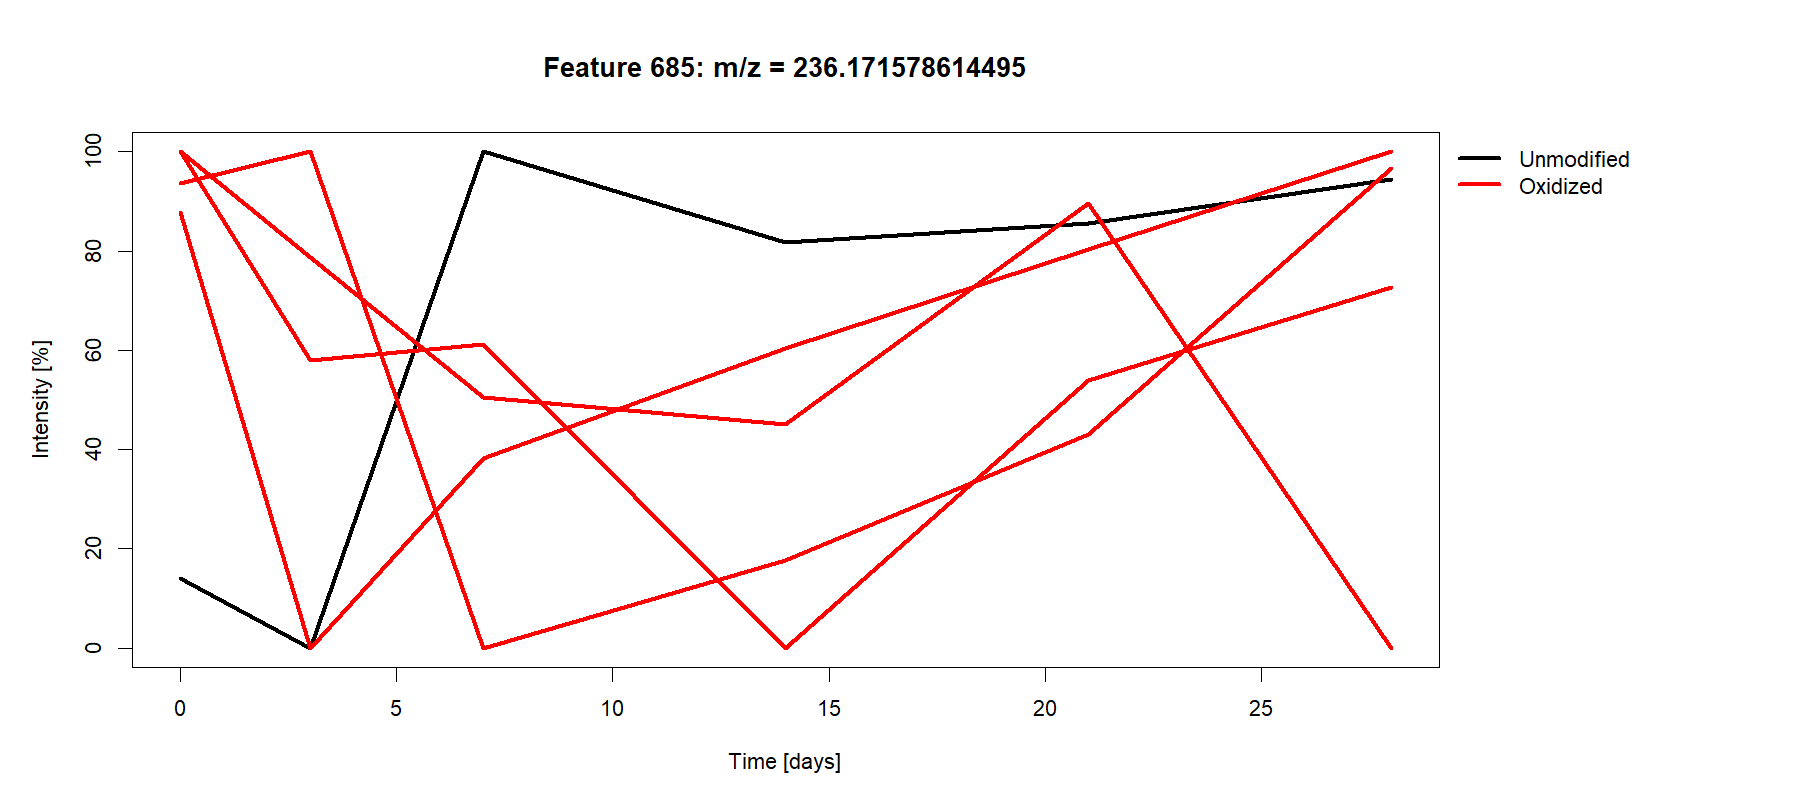 Feature 685: m/z = 236.171578614495
Unmodified
Oxidized
100
80
60
40
20
0
Intensity [%]
0 5 10 15 20 25
Time [days]